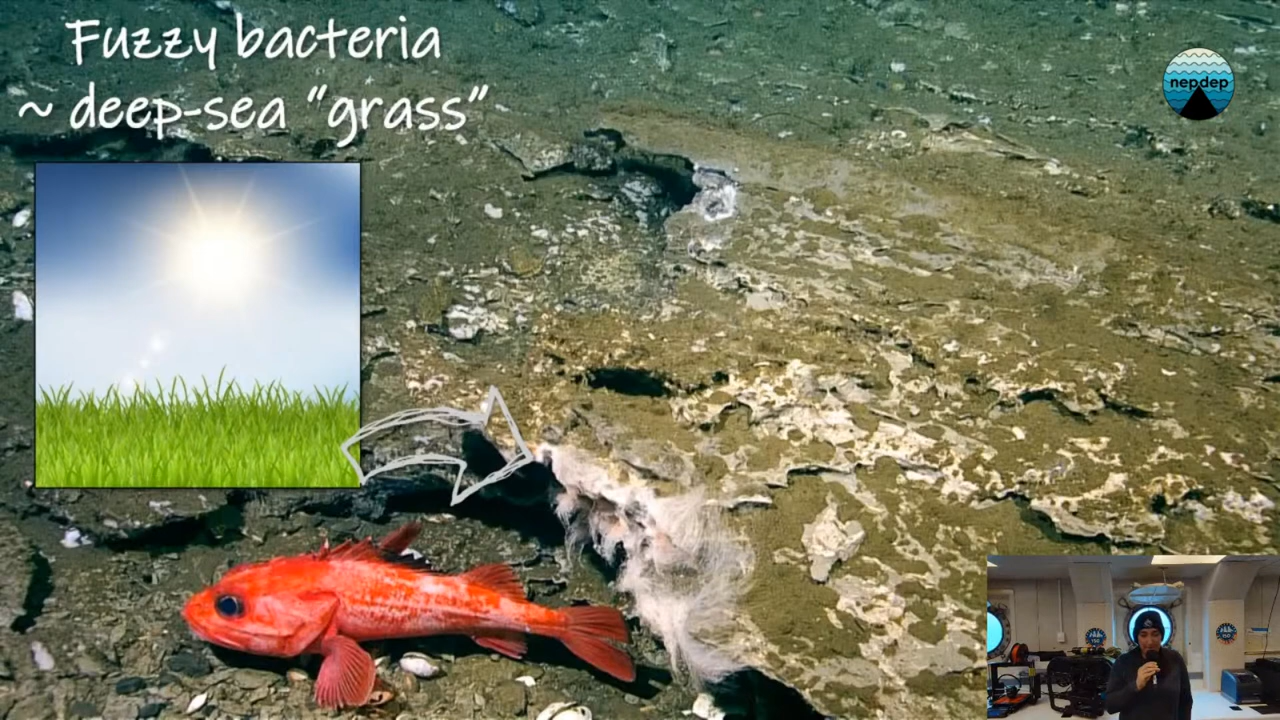 Fuzzy bacteria
~ deep-sea “grass”
nepdep